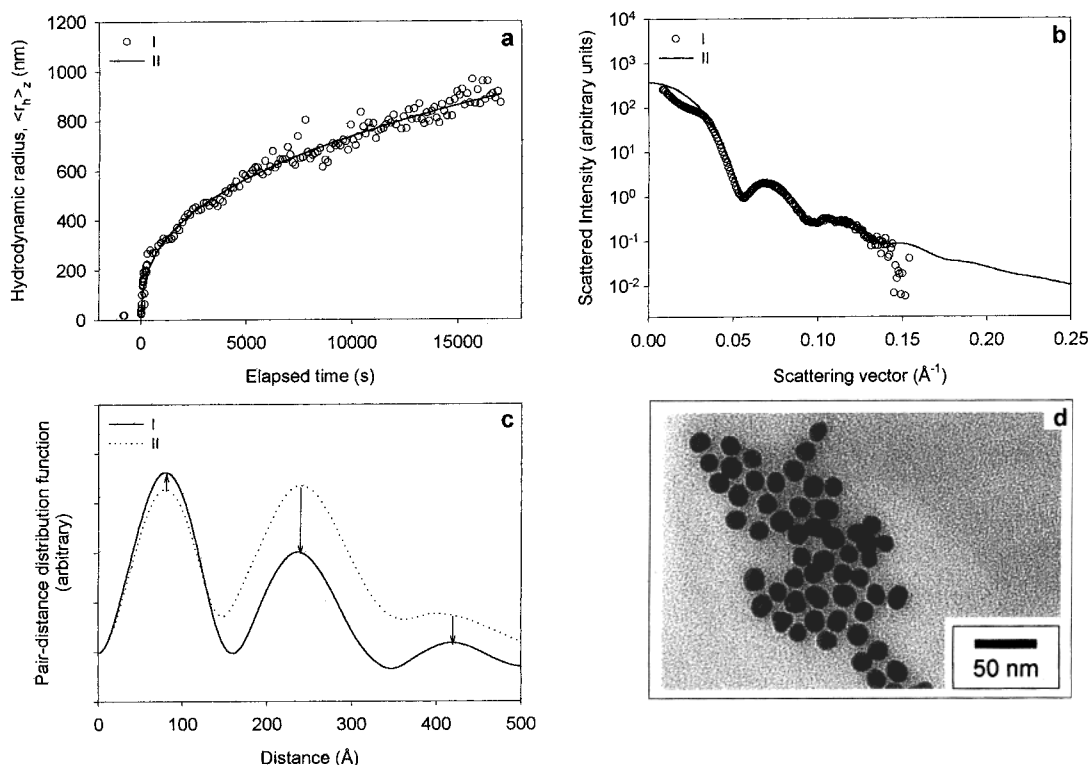 a
I
II
Hydrodynamic radius, <r_h>_z (nm)
1200
1000
800
600
400
200
0
0 5000 10000 15000
Elapsed time (s)
b
I
II
Scattered Intensity (arbitrary units)
10⁴
10³
10²
10¹
10⁰
10⁻¹
10⁻²
0.00 0.05 0.10 0.15 0.20 0.25
Scattering vector (Å⁻¹)
c
I
II
Pair-distance distribution function
(arbitrary)
0 100 200 300 400 500
Distance (Å)
d
50 nm